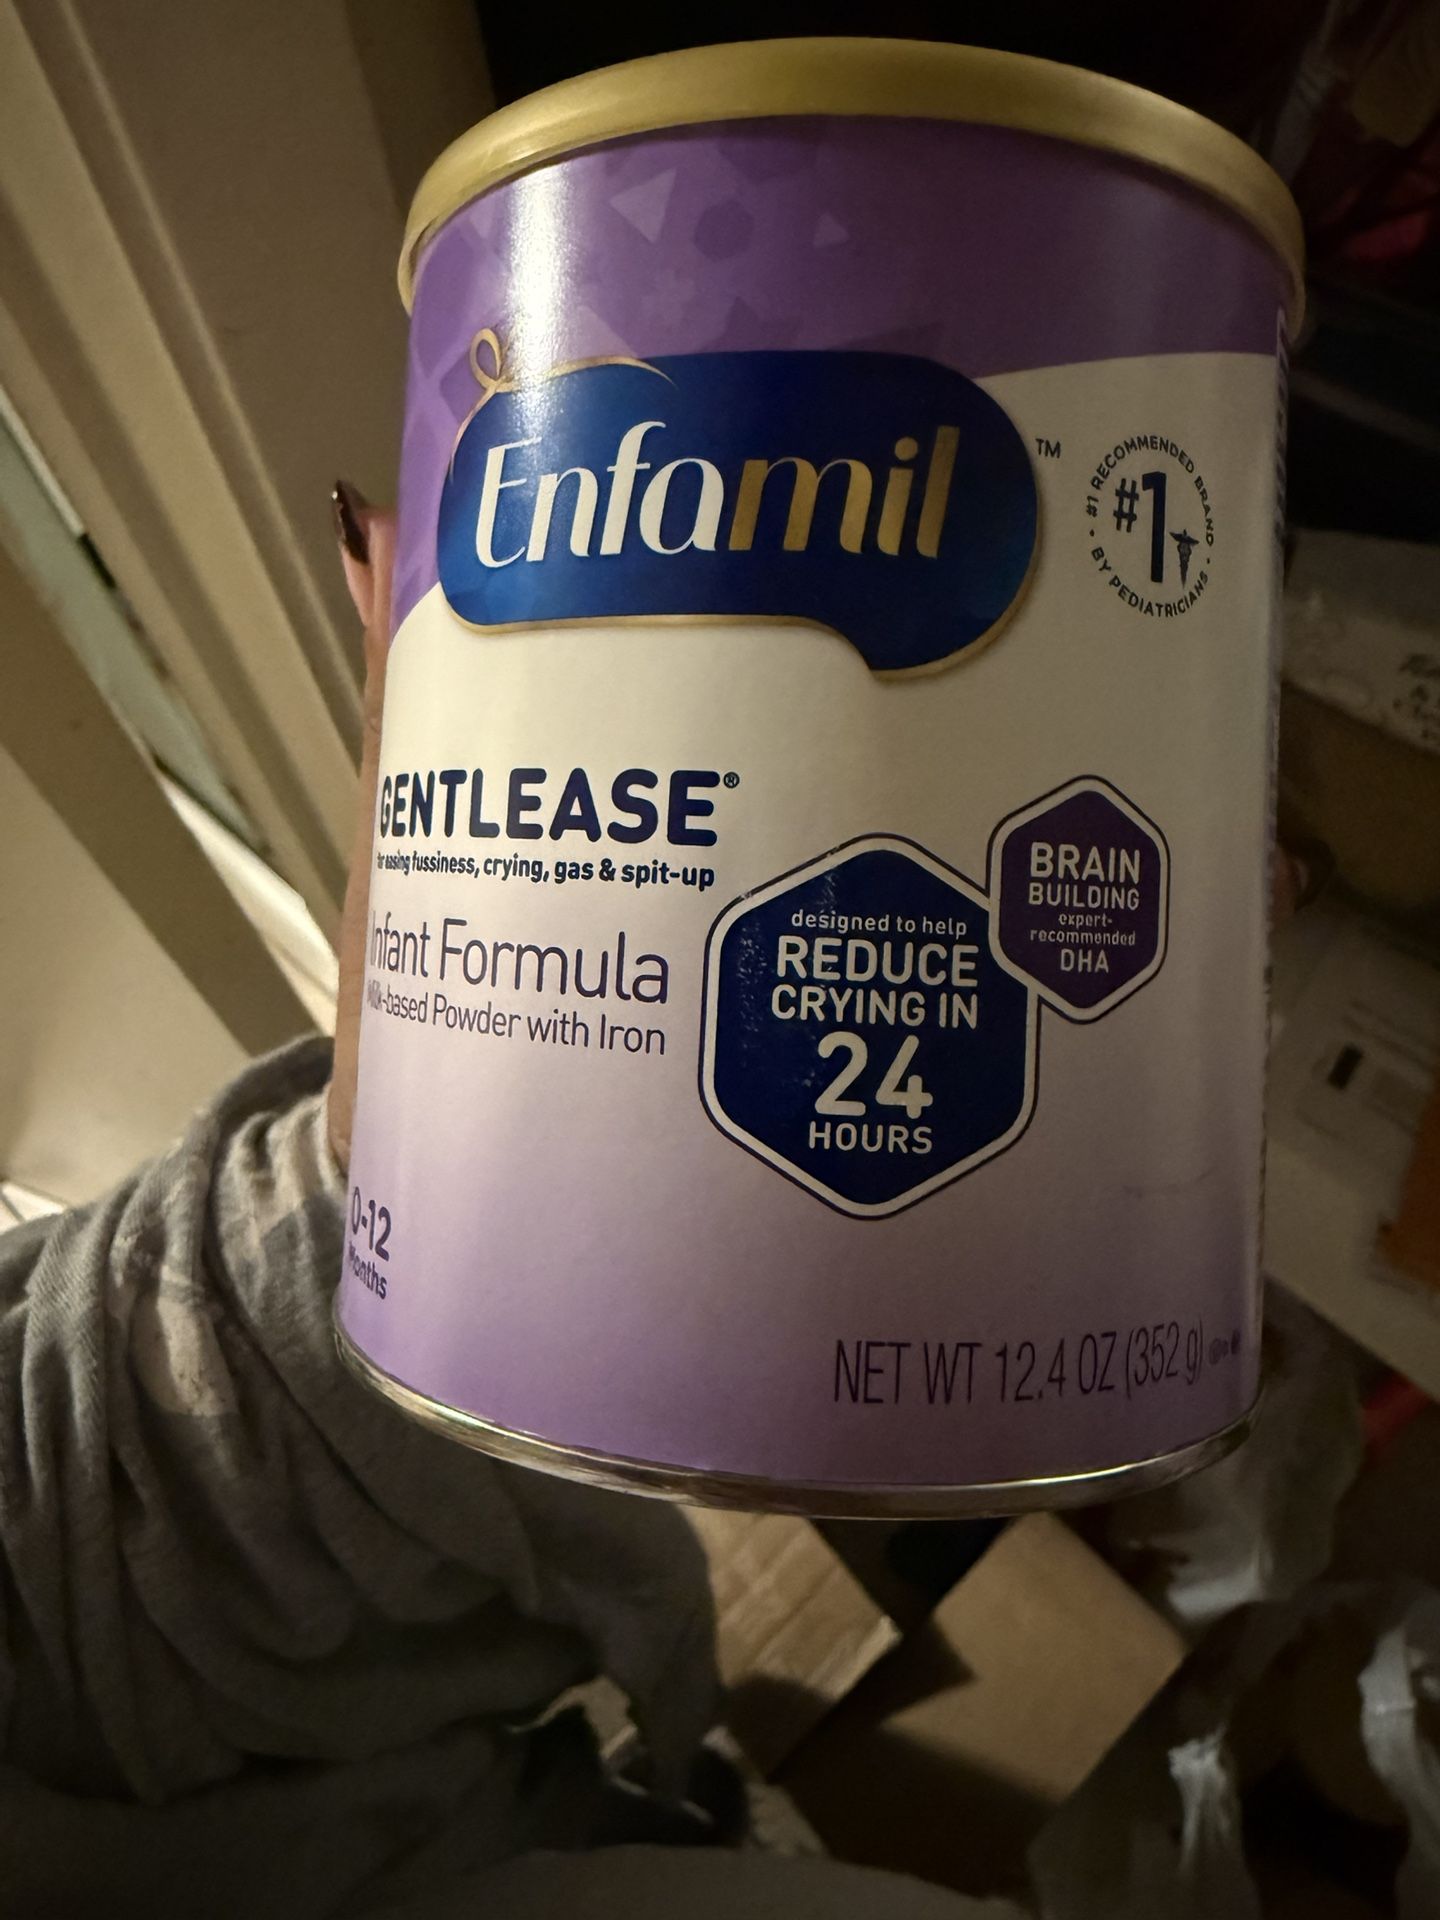 Enfamil
TM
#1 RECOMMENDED BRAND
#1
BY PEDIATRICIANS
GENTLEASE®
easing fussiness, crying, gas & spit-up
Infant Formula
Milk-based Powder with Iron
BRAIN
BUILDING
expert-
recommended
DHA
designed to help
REDUCE
CRYING IN
24
HOURS
0-12
Months
NET WT 12.4 OZ (352 g)